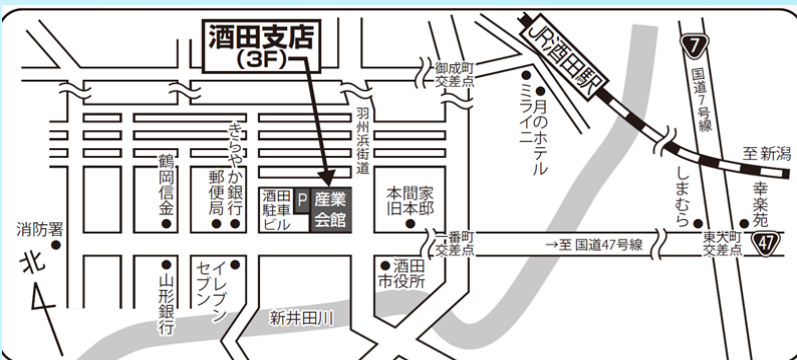 酒田支店
(3F)
御成町
交差点
JR酒田駅
7
国道7号線
月のホテル
ミライニ
羽州浜街道
至 新潟
きらやか銀行
郵便局
鶴岡信金
酒田
駐車
ビル
P
産業
会館
本間家
旧本邸
しまむら
幸楽苑
消防署
一番町
交差点
→至 国道47号線
東大町
交差点
47
北
山形銀行
セブン
イレブン
新井田川
酒田
市役所